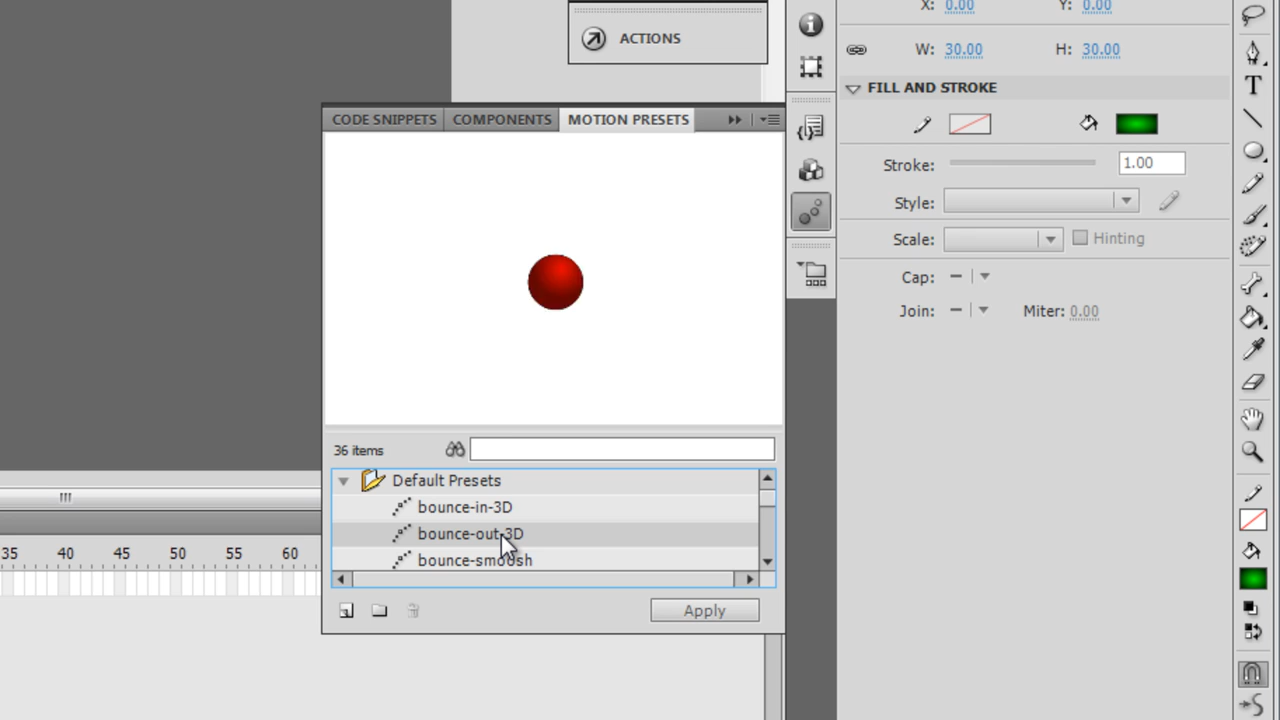 X: 0.00 Y: 0.00
ACTIONS
W: 30.00 H: 30.00
FILL AND STROKE
CODE SNIPPETS COMPONENTS MOTION PRESETS
Stroke: 1.00
Style:
Scale: Hinting
Cap:
Join: Miter: 0.00
36 items
Default Presets
bounce-in-3D
bounce-out-3D
bounce-smoosh
35 40 45 50 55 60
Apply